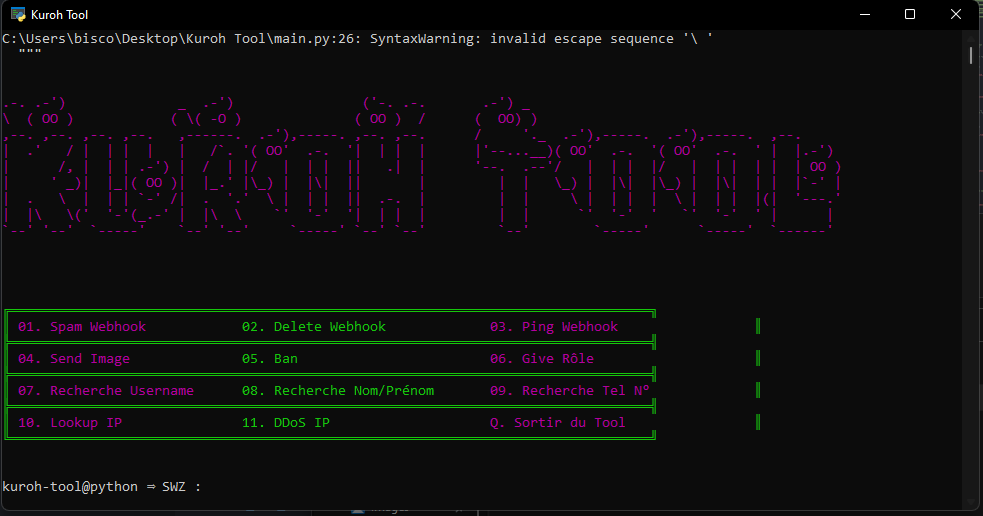 Kuroh Tool
C:\Users\bisco\Desktop\Kuroh Tool\main.py:26: SyntaxWarning: invalid escape sequence '\ '
"""
KUROH TOOL
01. Spam Webhook 02. Delete Webhook 03. Ping Webhook
04. Send Image 05. Ban 06. Give Rôle
07. Recherche Username 08. Recherche Nom/Prénom 09. Recherche Tel N°
10. Lookup IP 11. DDoS IP Q. Sortir du Tool
kuroh-tool@python ⇒ SWZ :